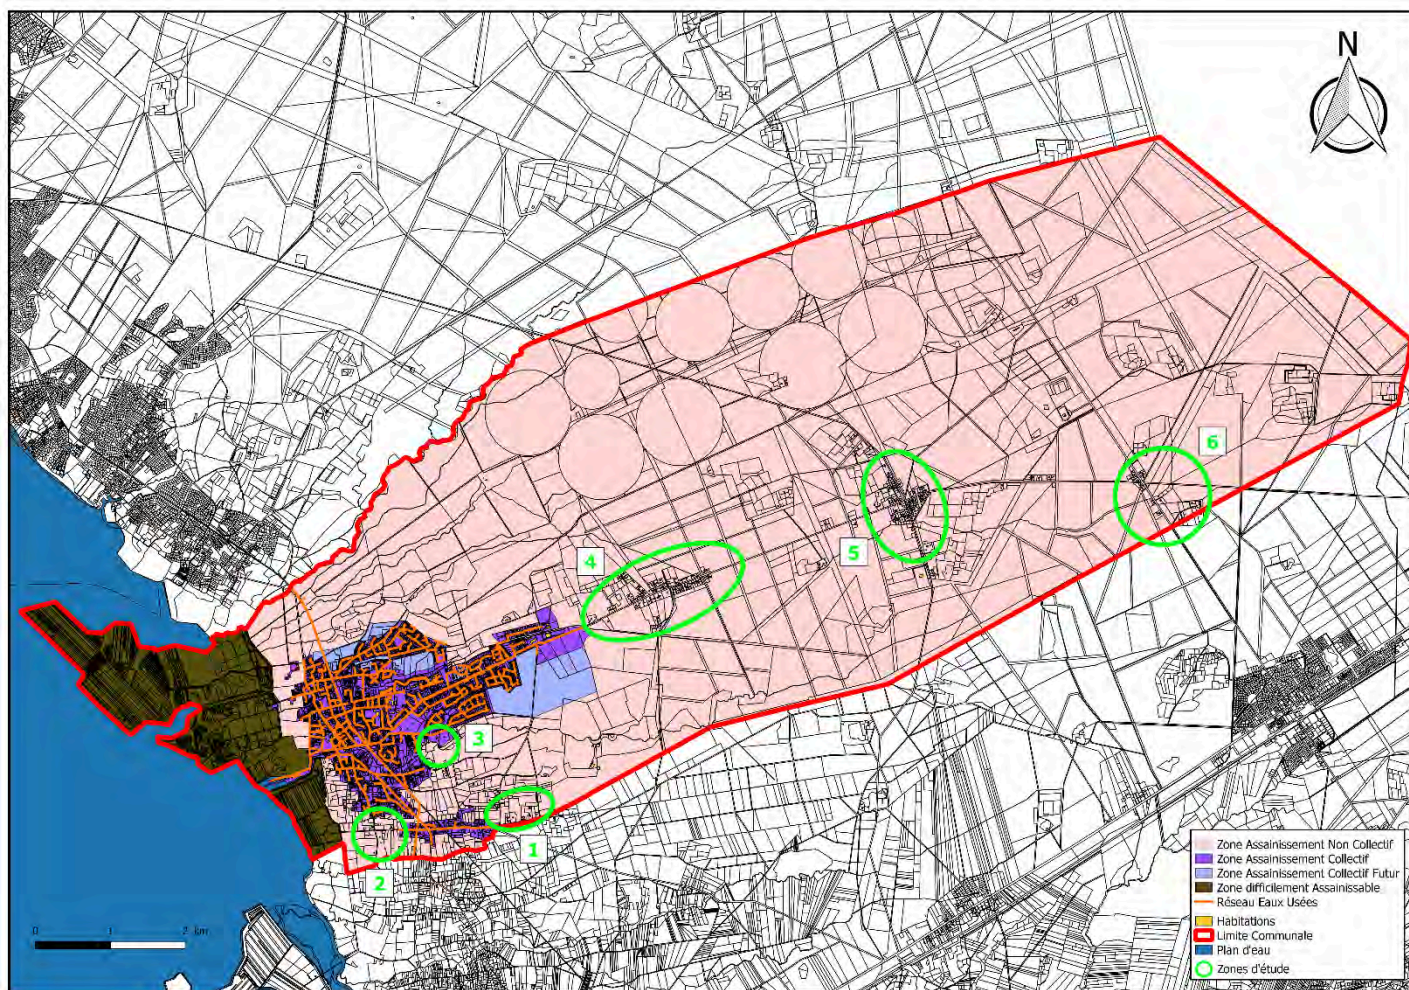 N
6
5
4
3
1
2
0 1 2 km
Zone Assainissement Non Collectif
Zone Assainissement Collectif
Zone Assainissement Collectif Futur
Zone difficilement Assainissable
Réseau Eaux Usées
Habitations
Limite Communale
Plan d'eau
Zones d'étude